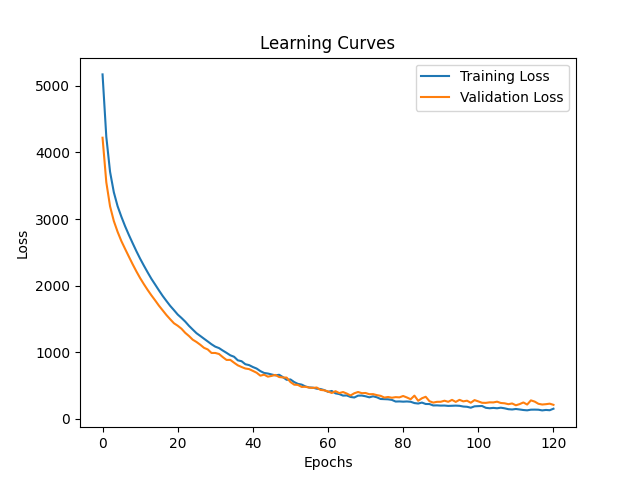 Learning Curves
Training Loss
Validation Loss
5000
4000
3000
2000
1000
0
Loss
0 20 40 60 80 100 120
Epochs